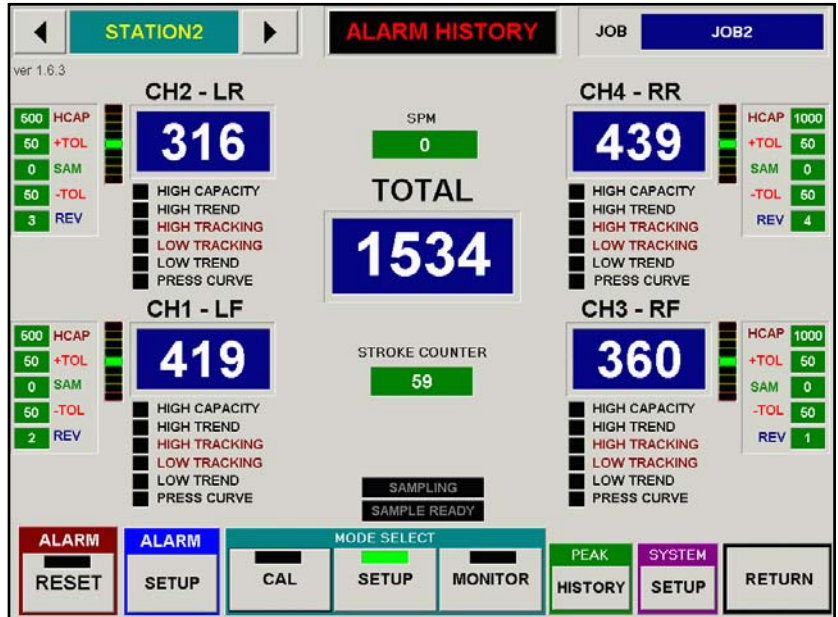 STATION2
ALARM HISTORY
JOB
JOB2
ver 1.6.3
CH2 - LR
500 HCAP
50 +TOL
0 SAM
50 -TOL
3 REV
316
HIGH CAPACITY
HIGH TREND
HIGH TRACKING
LOW TRACKING
LOW TREND
PRESS CURVE
SPM
0
TOTAL
1534
CH4 - RR
439
HCAP 1000
+TOL 50
SAM 0
-TOL 50
REV 4
HIGH CAPACITY
HIGH TREND
HIGH TRACKING
LOW TRACKING
LOW TREND
PRESS CURVE
CH1 - LF
500 HCAP
50 +TOL
0 SAM
50 -TOL
2 REV
419
HIGH CAPACITY
HIGH TREND
HIGH TRACKING
LOW TRACKING
LOW TREND
PRESS CURVE
STROKE COUNTER
59
CH3 - RF
360
HCAP 1000
+TOL 50
SAM 0
-TOL 50
REV 1
HIGH CAPACITY
HIGH TREND
HIGH TRACKING
LOW TRACKING
LOW TREND
PRESS CURVE
SAMPLING
SAMPLE READY
ALARM
RESET
ALARM
SETUP
MODE SELECT
CAL
SETUP
MONITOR
PEAK
HISTORY
SYSTEM
SETUP
RETURN